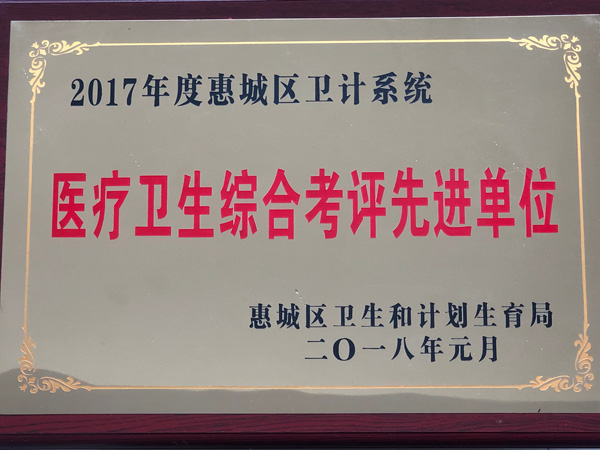 2017年度惠城区卫计系统
医疗卫生综合考评先进单位
惠城区卫生和计划生育局
二〇一八年元月